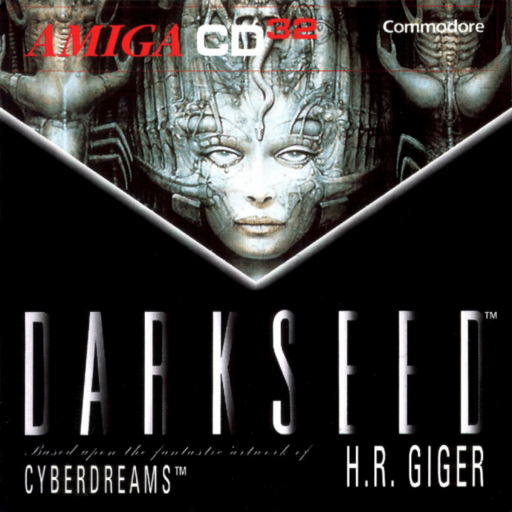 AMIGA CD32
Commodore
DARKSEED™
Based upon the fantastic artwork of
CYBERDREAMS™
H.R. GIGER